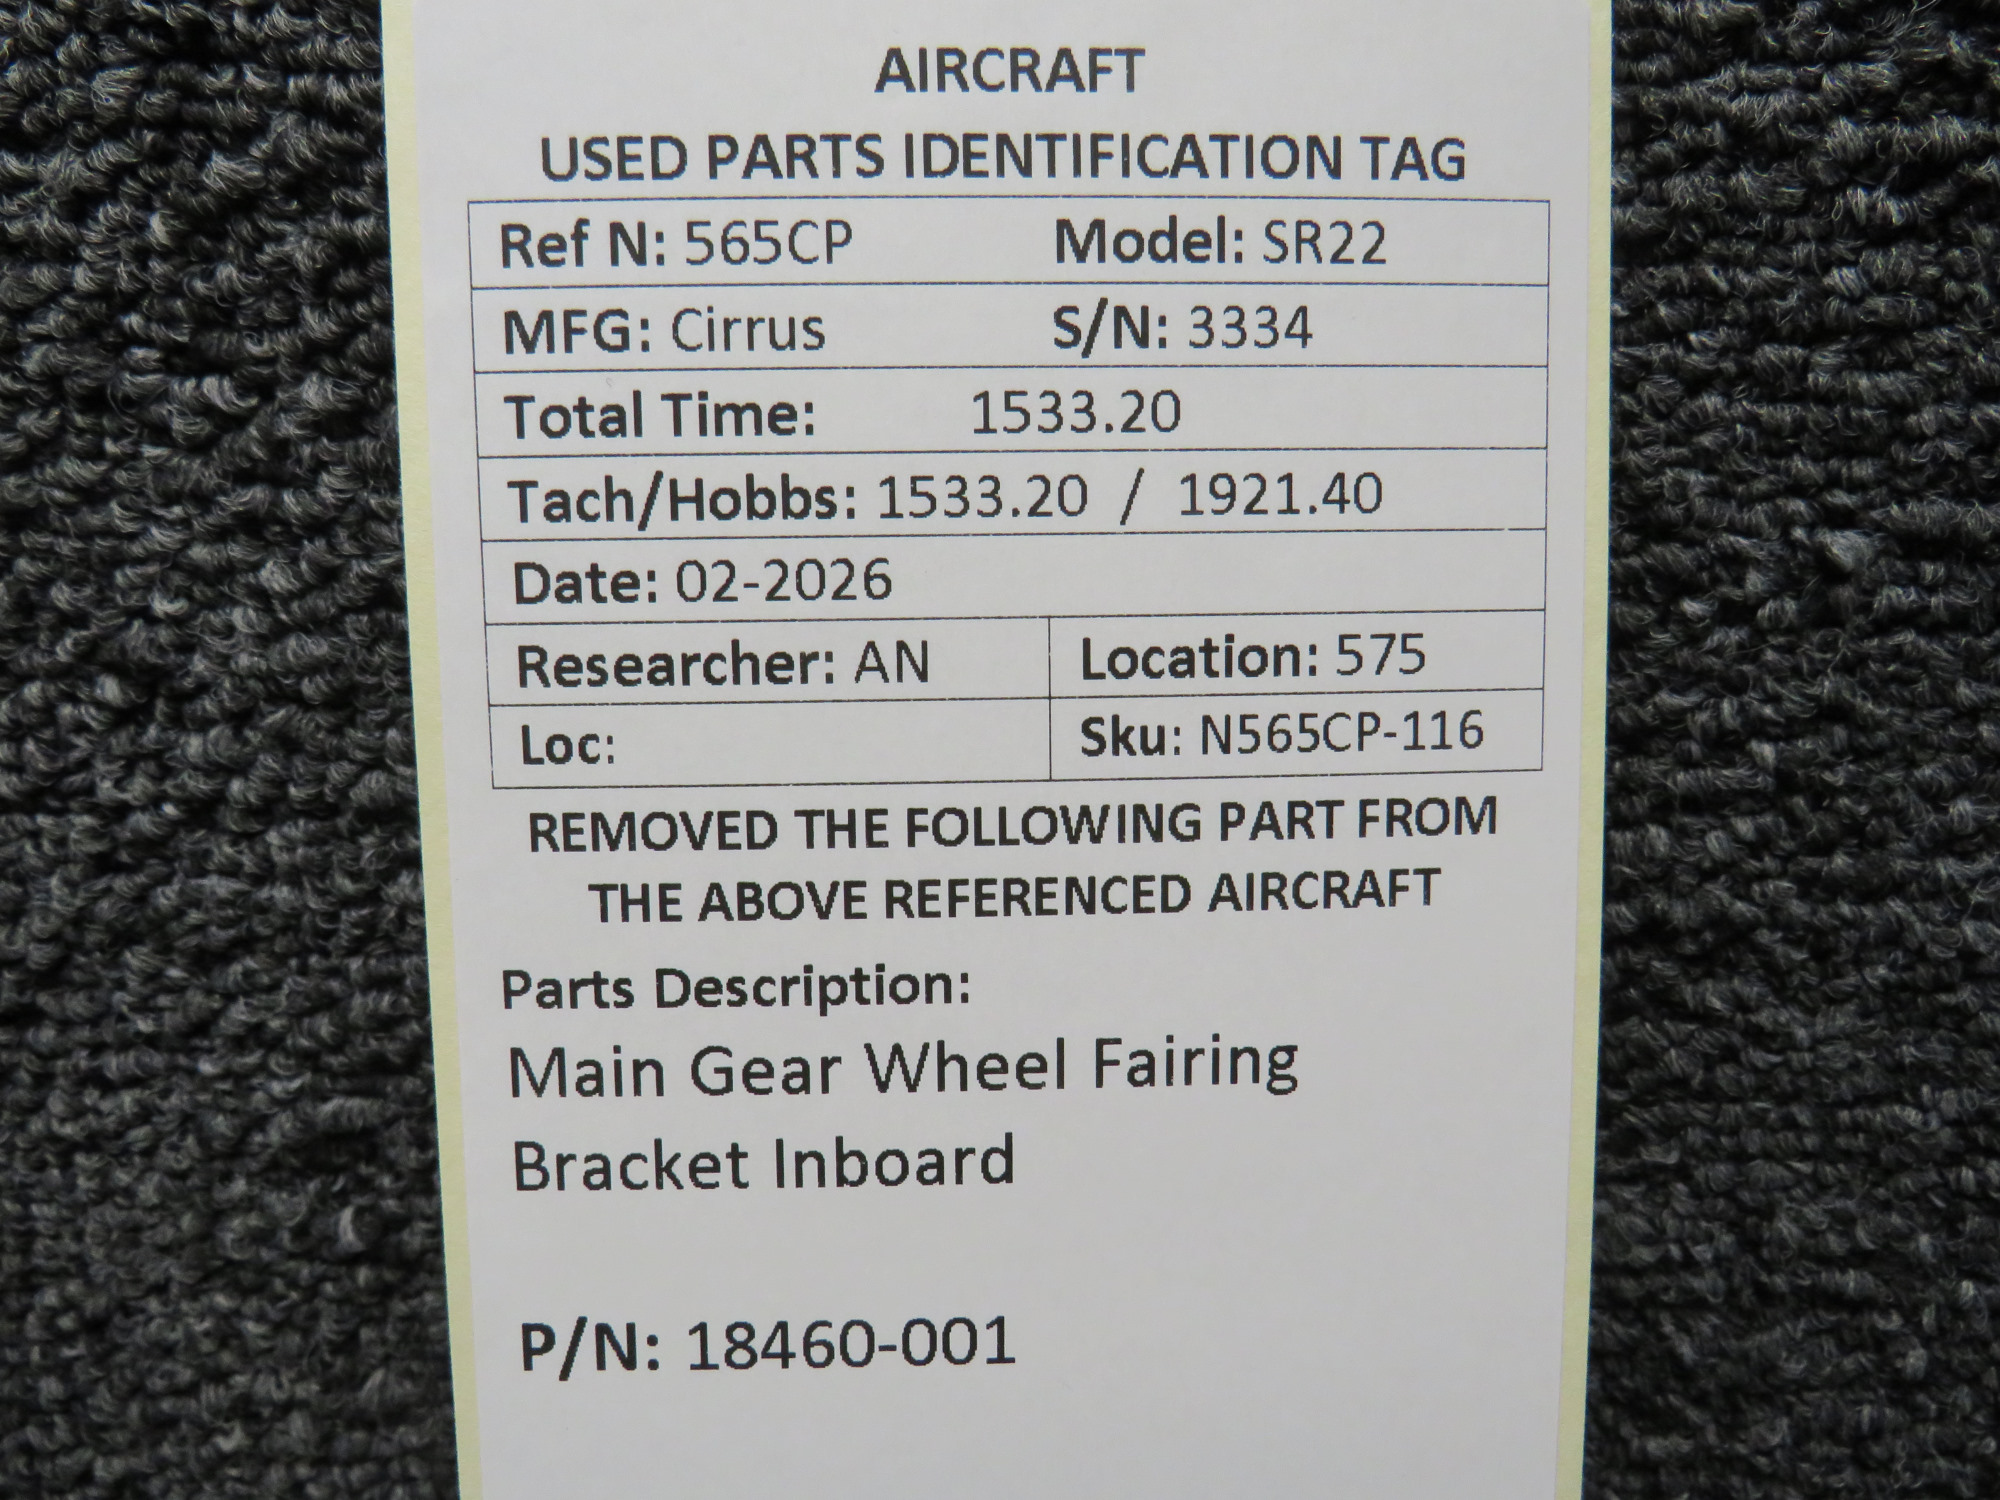 AIRCRAFT
USED PARTS IDENTIFICATION TAG
Ref N: 565CP Model: SR22
MFG: Cirrus S/N: 3334
Total Time: 1533.20
Tach/Hobbs: 1533.20 / 1921.40
Date: 02-2026
Researcher: AN Location: 575
Loc: Sku: N565CP-116
REMOVED THE FOLLOWING PART FROM
THE ABOVE REFERENCED AIRCRAFT
Parts Description:
Main Gear Wheel Fairing
Bracket Inboard
P/N: 18460-001